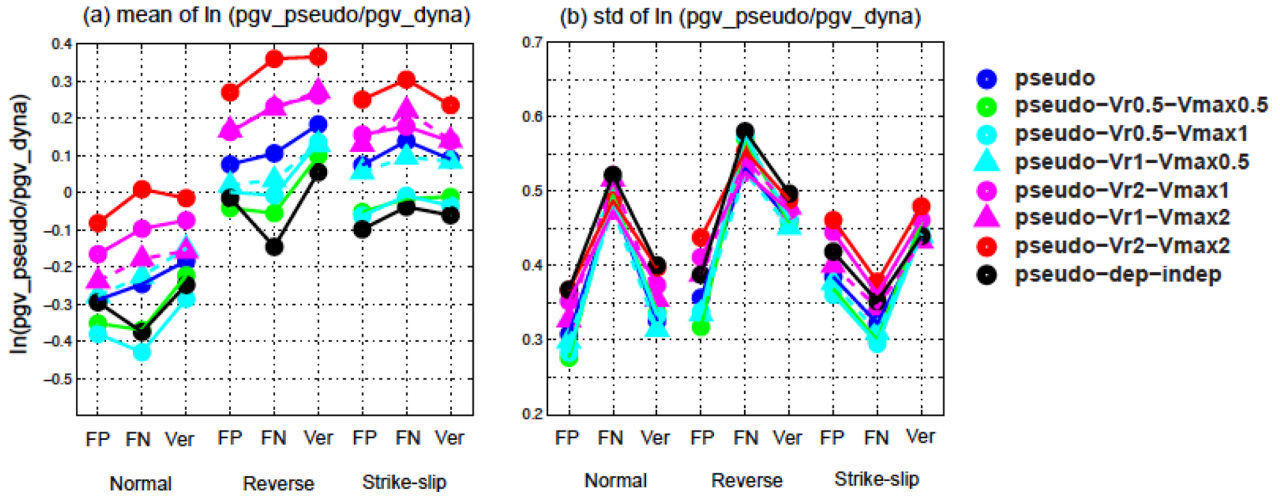 (a) mean of ln (pgv_pseudo/pgv_dyna)
ln(pgv_pseudo/pgv_dyna)
0.4
0.3
0.2
0.1
0
−0.1
−0.2
−0.3
−0.4
−0.5
FP FN Ver FP FN Ver FP FN Ver
Normal Reverse Strike-slip
(b) std of ln (pgv_pseudo/pgv_dyna)
0.7
0.6
0.5
0.4
0.3
0.2
FP FN Ver FP FN Ver FP FN Ver
Normal Reverse Strike-slip
pseudo
pseudo−Vr0.5−Vmax0.5
pseudo−Vr0.5−Vmax1
pseudo−Vr1−Vmax0.5
pseudo−Vr2−Vmax1
pseudo−Vr1−Vmax2
pseudo−Vr2−Vmax2
pseudo−dep−indep